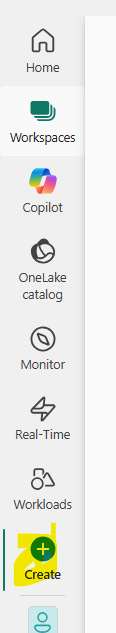 Home
Workspaces
Copilot
OneLake
catalog
Monitor
Real-Time
Workloads
Create